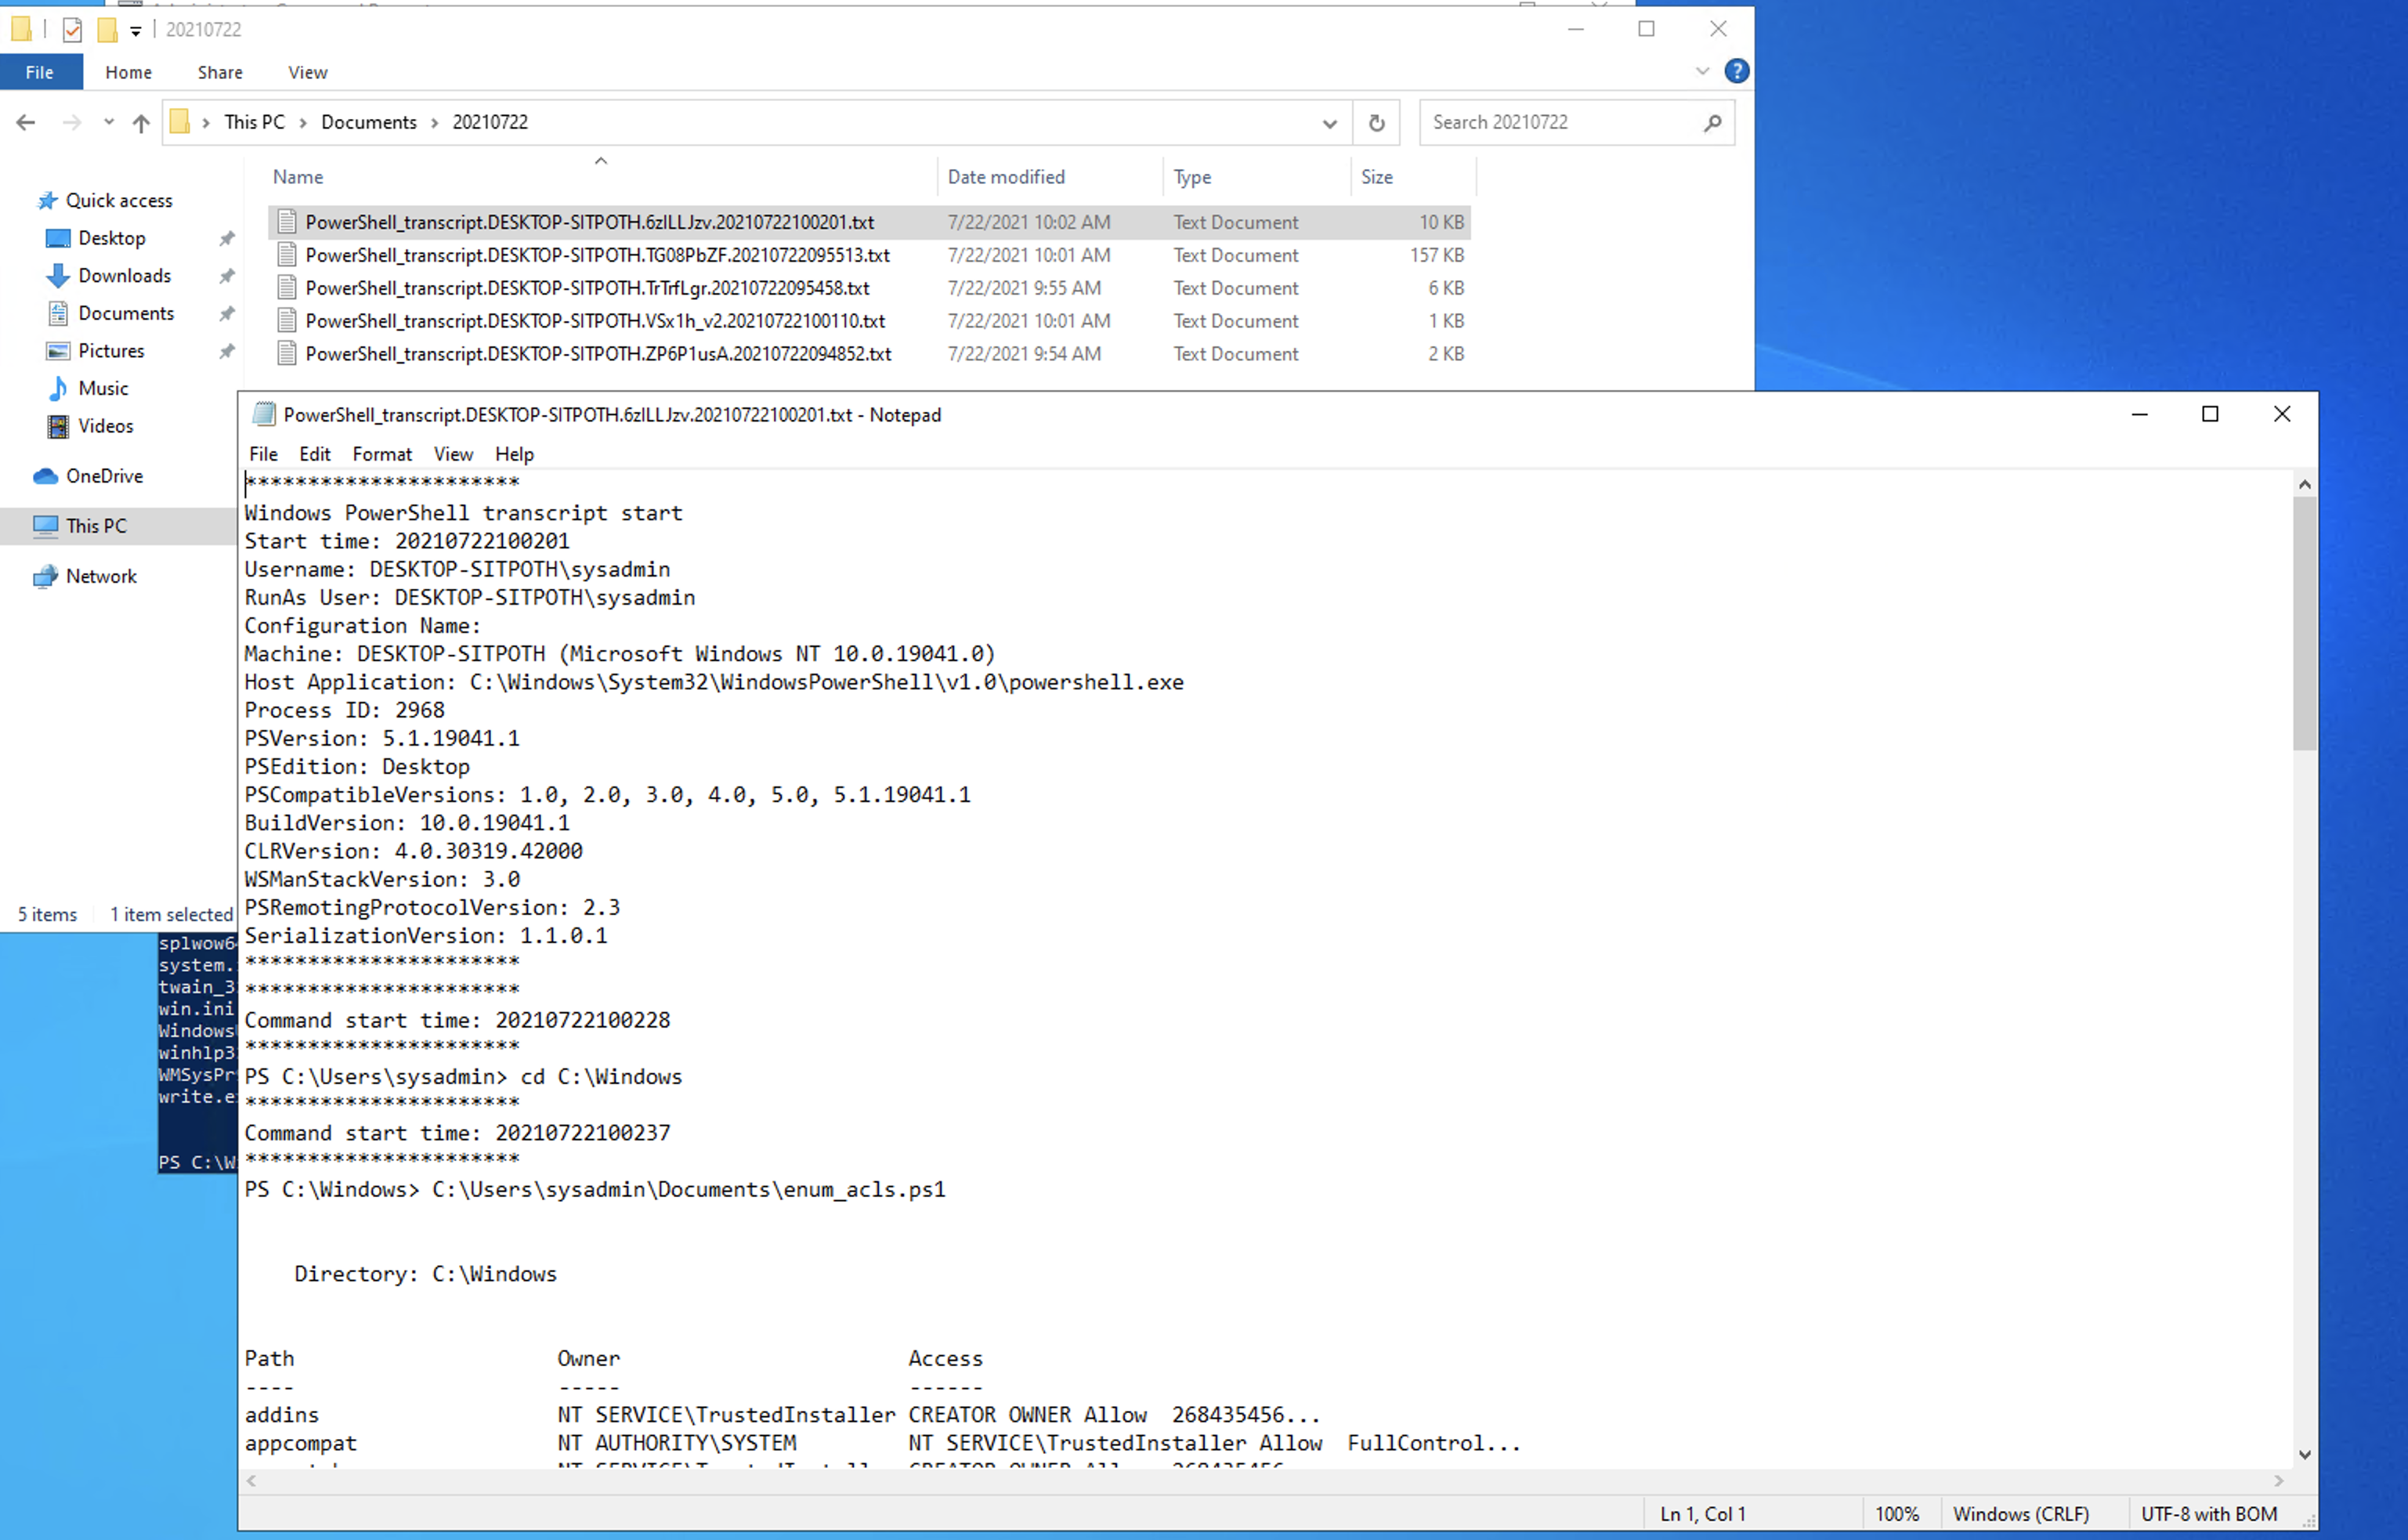 20210722
File Home Share View
This PC Documents 20210722
Search 20210722
Name Date modified Type Size
PowerShell_transcript.DESKTOP-SITPOTH.6zlLLJzv.20210722100201.txt 7/22/2021 10:02 AM Text Document 10 KB
PowerShell_transcript.DESKTOP-SITPOTH.TG08PbZF.20210722095513.txt 7/22/2021 10:01 AM Text Document 157 KB
PowerShell_transcript.DESKTOP-SITPOTH.TrTrfLgr.20210722095458.txt 7/22/2021 9:55 AM Text Document 6 KB
PowerShell_transcript.DESKTOP-SITPOTH.VSx1h_v2.20210722100110.txt 7/22/2021 10:01 AM Text Document 1 KB
PowerShell_transcript.DESKTOP-SITPOTH.ZP6P1usA.20210722094852.txt 7/22/2021 9:54 AM Text Document 2 KB
Quick access
Desktop
Downloads
Documents
Pictures
Music
Videos
OneDrive
This PC
Network
5 items 1 item selected
splwow6
system.
twain_3
win.ini
Windows
winhlp3
WMSysPr
write.e
PS C:\W
PowerShell_transcript.DESKTOP-SITPOTH.6zlLLJzv.20210722100201.txt - Notepad
File Edit Format View Help
**********************
Windows PowerShell transcript start
Start time: 20210722100201
Username: DESKTOP-SITPOTH\sysadmin
RunAs User: DESKTOP-SITPOTH\sysadmin
Configuration Name:
Machine: DESKTOP-SITPOTH (Microsoft Windows NT 10.0.19041.0)
Host Application: C:\Windows\System32\WindowsPowerShell\v1.0\powershell.exe
Process ID: 2968
PSVersion: 5.1.19041.1
PSEdition: Desktop
PSCompatibleVersions: 1.0, 2.0, 3.0, 4.0, 5.0, 5.1.19041.1
BuildVersion: 10.0.19041.1
CLRVersion: 4.0.30319.42000
WSManStackVersion: 3.0
PSRemotingProtocolVersion: 2.3
SerializationVersion: 1.1.0.1
**********************
**********************
Command start time: 20210722100228
**********************
PS C:\Users\sysadmin> cd C:\Windows
**********************
Command start time: 20210722100237
**********************
PS C:\Windows> C:\Users\sysadmin\Documents\enum_acls.ps1
Directory: C:\Windows
Path Owner Access
---- ----- ------
addins NT SERVICE\TrustedInstaller CREATOR OWNER Allow 268435456...
appcompat NT AUTHORITY\SYSTEM NT SERVICE\TrustedInstaller Allow FullControl...
Ln 1, Col 1 100% Windows (CRLF) UTF-8 with BOM